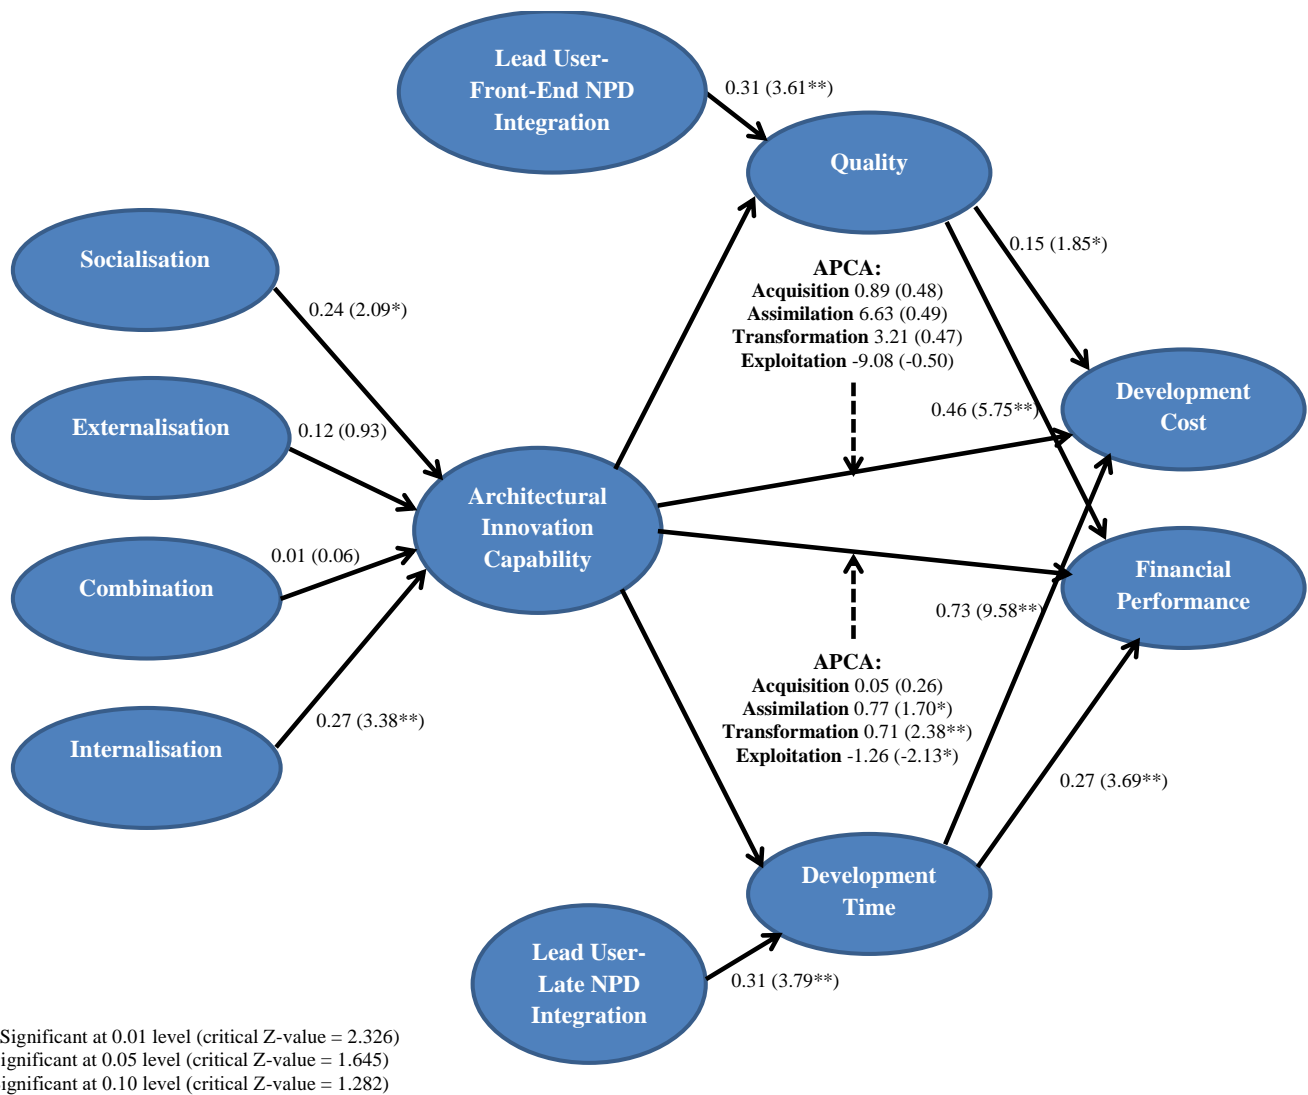 Lead User-
Front-End NPD
Integration
0.31 (3.61**)
Quality
Socialisation
0.24 (2.09*)
0.15 (1.85*)
APCA:
Acquisition 0.89 (0.48)
Assimilation 6.63 (0.49)
Transformation 3.21 (0.47)
Exploitation -9.08 (-0.50)
Development
Cost
0.46 (5.75**)
Externalisation
0.12 (0.93)
Architectural
Innovation
Capability
Combination
0.01 (0.06)
Financial
Performance
0.73 (9.58**)
APCA:
Acquisition 0.05 (0.26)
Assimilation 0.77 (1.70*)
Transformation 0.71 (2.38**)
Exploitation -1.26 (-2.13*)
Internalisation
0.27 (3.38**)
0.27 (3.69**)
Development
Time
Lead User-
Late NPD
Integration
0.31 (3.79**)
Significant at 0.01 level (critical Z-value = 2.326)
ignificant at 0.05 level (critical Z-value = 1.645)
ignificant at 0.10 level (critical Z-value = 1.282)